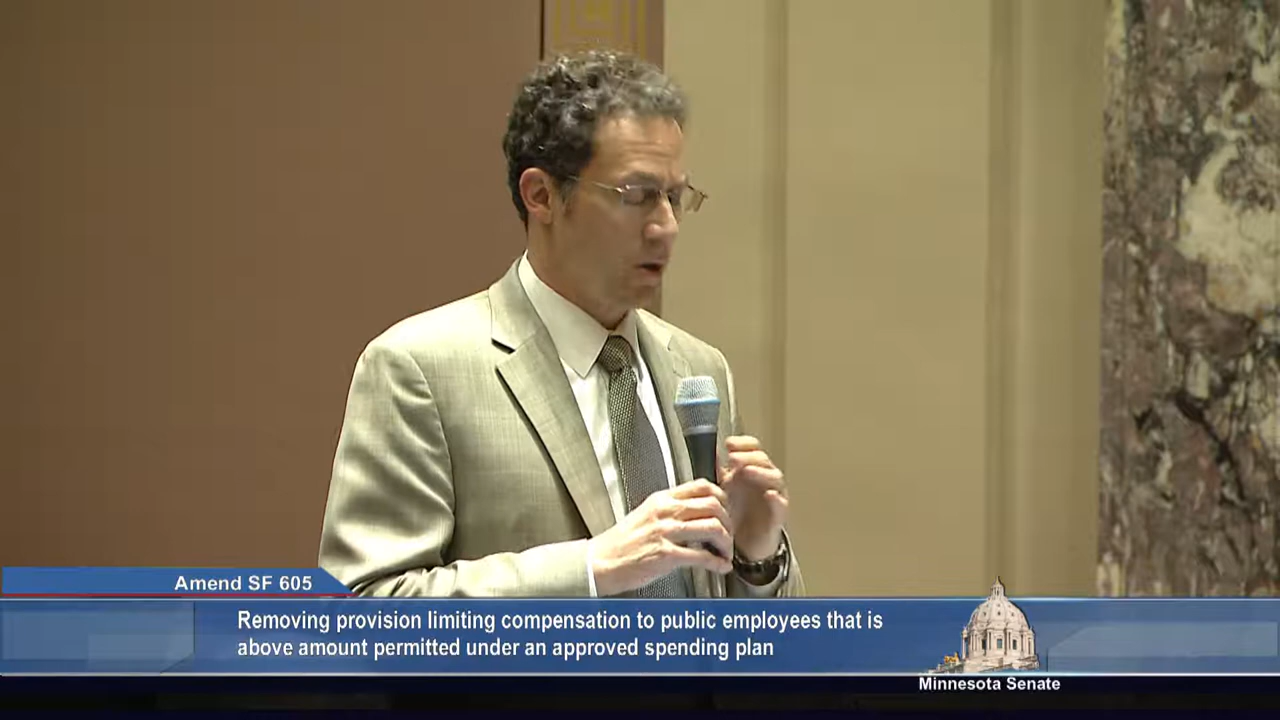 Amend SF 605
Removing provision limiting compensation to public employees that is
above amount permitted under an approved spending plan
Minnesota Senate